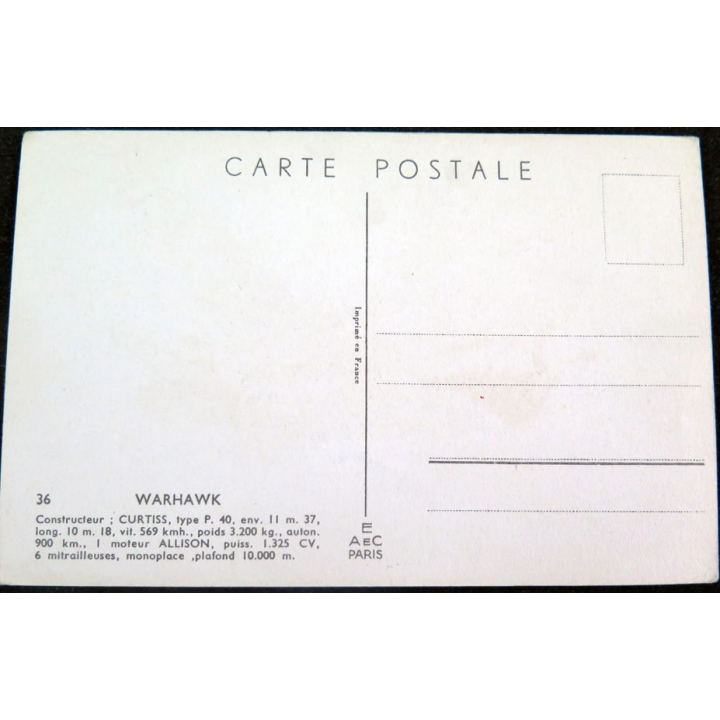 CARTE POSTALE
Imprimé en France
36 WARHAWK
Constructeur ; CURTISS, type P. 40, env. 11 m. 37,
long. 10 m. 18, vit. 569 kmh., poids 3.200 kg., auton.
900 km., 1 moteur ALLISON, puiss. 1.325 CV,
6 mitrailleuses, monoplace ,plafond 10.000 m.
E
AEC
PARIS